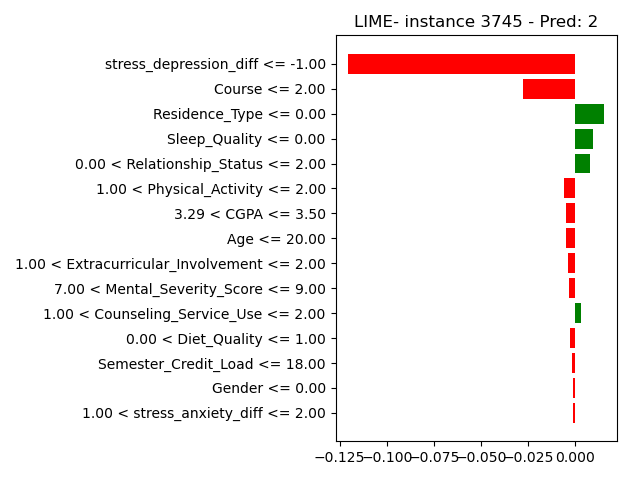 LIME- instance 3745 - Pred: 2
stress_depression_diff <= -1.00
Course <= 2.00
Residence_Type <= 0.00
Sleep_Quality <= 0.00
0.00 < Relationship_Status <= 2.00
1.00 < Physical_Activity <= 2.00
3.29 < CGPA <= 3.50
Age <= 20.00
1.00 < Extracurricular_Involvement <= 2.00
7.00 < Mental_Severity_Score <= 9.00
1.00 < Counseling_Service_Use <= 2.00
0.00 < Diet_Quality <= 1.00
Semester_Credit_Load <= 18.00
Gender <= 0.00
1.00 < stress_anxiety_diff <= 2.00
−0.125 −0.100 −0.075 −0.050 −0.025 0.000